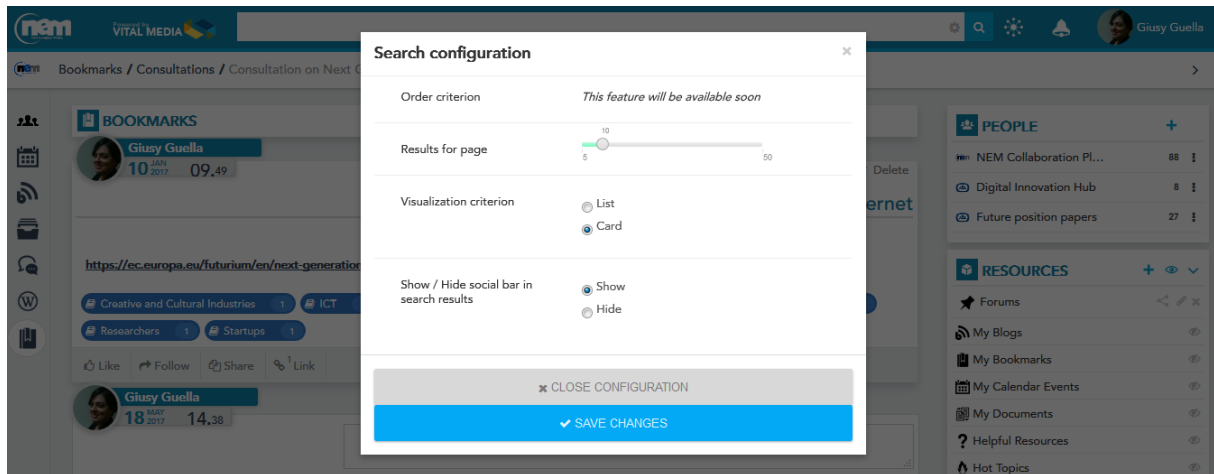 nem
Powered by
VITAL MEDIA
Giusy Guella
nem
Bookmarks / Consultations / Consultation on Next G
Search configuration
×
Order criterion
This feature will be available soon
Results for page
10
5
50
Visualization criterion
List
Card
Show / Hide social bar in
search results
Show
Hide
CLOSE CONFIGURATION
SAVE CHANGES
BOOKMARKS
Giusy Guella
10 JAN 2017 09.49
Delete
ernet
https://ec.europa.eu/futurium/en/next-generation
Creative and Cultural Industries 1
ICT
Researchers 1
Startups 1
Like Follow Share 1 Link
Giusy Guella
18 MAY 2017 14.38
PEOPLE +
nem NEM Collaboration Pl... 88
Digital Innovation Hub 8
Future position papers 27
RESOURCES +
Forums
My Blogs
My Bookmarks
My Calendar Events
My Documents
? Helpful Resources
Hot Topics